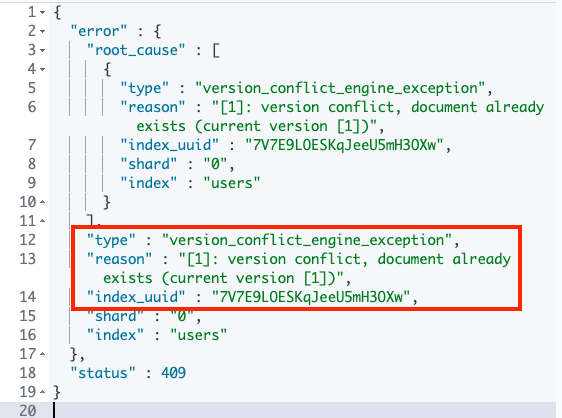 1 {
2 "error" : {
3 "root_cause" : [
4 {
5 "type" : "version_conflict_engine_exception",
6 "reason" : "[1]: version conflict, document already
exists (current version [1])",
7 "index_uuid" : "7V7E9LOESKqJeeU5mH3OXw",
8 "shard" : "0",
9 "index" : "users"
10 }
11 ],
12 "type" : "version_conflict_engine_exception",
13 "reason" : "[1]: version conflict, document already
exists (current version [1])",
14 "index_uuid" : "7V7E9LOESKqJeeU5mH3OXw",
15 "shard" : "0",
16 "index" : "users"
17 },
18 "status" : 409
19 }
20